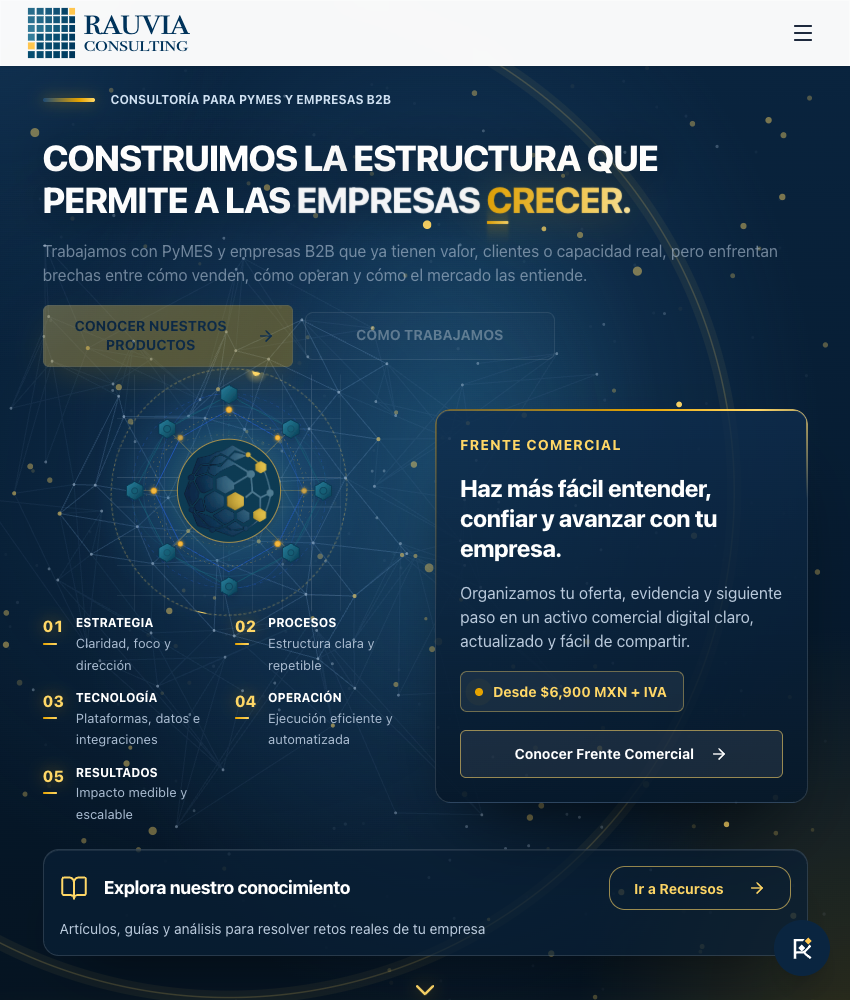 RAUVIA
CONSULTING
CONSULTORÍA PARA PYMES Y EMPRESAS B2B
CONSTRUIMOS LA ESTRUCTURA QUE
PERMITE A LAS EMPRESAS CRECER.
Trabajamos con PyMES y empresas B2B que ya tienen valor, clientes o capacidad real, pero enfrentan
brechas entre cómo venden, cómo operan y cómo el mercado las entiende.
CONOCER NUESTROS
PRODUCTOS
CÓMO TRABAJAMOS
FRENTE COMERCIAL
Haz más fácil entender,
confiar y avanzar con tu
empresa.
Organizamos tu oferta, evidencia y siguiente
paso en un activo comercial digital claro,
actualizado y fácil de compartir.
Desde $6,900 MXN + IVA
Conocer Frente Comercial
01 ESTRATEGIA
Claridad, foco y
dirección
02 PROCESOS
Estructura clara y
repetible
03 TECNOLOGÍA
Plataformas, datos e
integraciones
04 OPERACIÓN
Ejecución eficiente y
automatizada
05 RESULTADOS
Impacto medible y
escalable
Explora nuestro conocimiento
Ir a Recursos
Artículos, guías y análisis para resolver retos reales de tu empresa